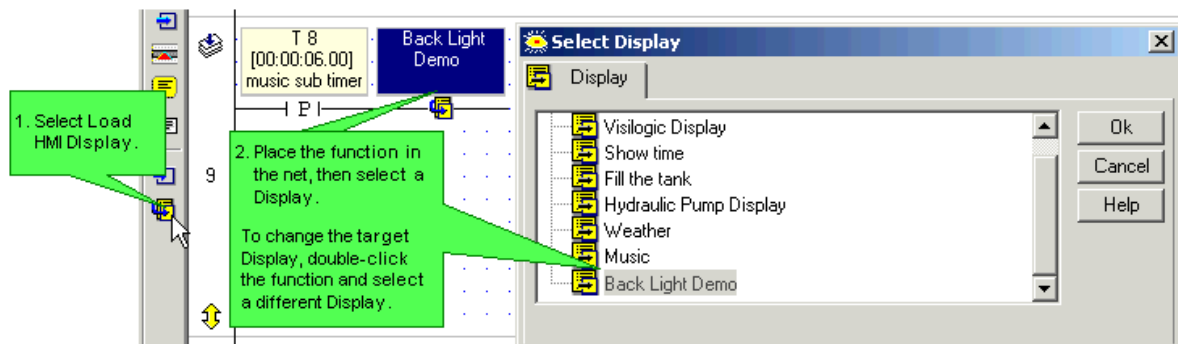 T 8
[00:00:06.00]
music sub timer
Back Light
Demo
P
9
1. Select Load
HMI Display.
2. Place the function in
the net, then select a
Display.
To change the target
Display, double-click
the function and select
a different Display.
Select Display
Display
Visilogic Display
Show time
Fill the tank
Hydraulic Pump Display
Weather
Music
Back Light Demo
Ok
Cancel
Help